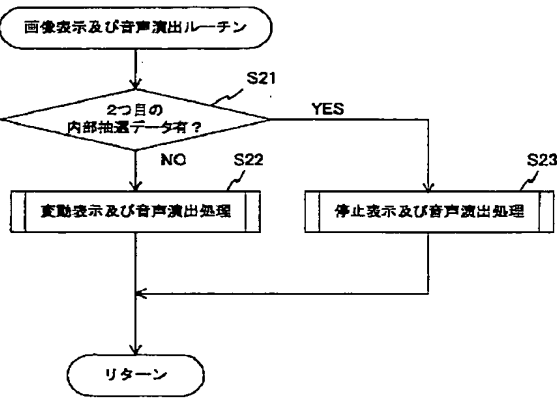 画像表示及び音声演出ルーチン
S21
2つ目の
内部抽選データ有？
YES
NO
S22
S23
変動表示及び音声演出処理
停止表示及び音声演出処理
リターン